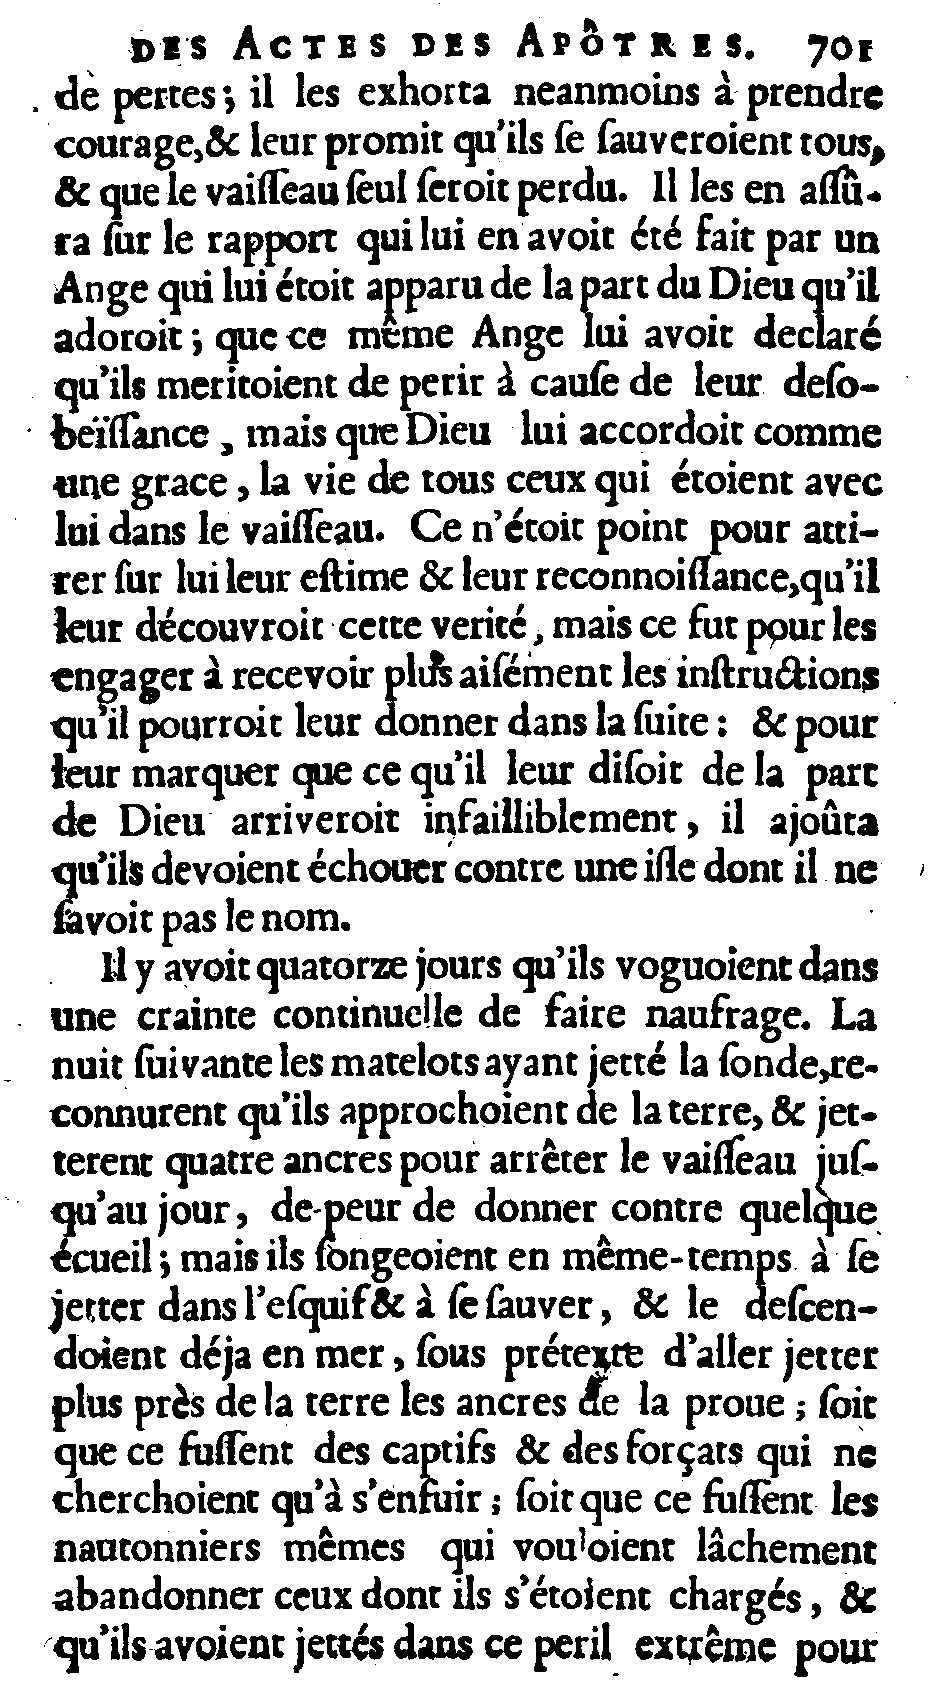 DES ACTES DES APÔTRES. 701
de pertes; il les exhorta neanmoins à prendre
courage, & leur promit qu'ils ſe ſauveroient tous,
& que le vaiſſeau ſeul ſeroit perdu. Il les en aſſû-
ra ſur le rapport qui lui en avoit été fait par un
Ange qui lui étoit apparu de la part du Dieu qu'il
adoroit; que ce même Ange lui avoit declaré
qu'ils meritoient de perir à cauſe de leur deſo-
beïſſance, mais que Dieu lui accordoit comme
une grace, la vie de tous ceux qui étoient avec
lui dans le vaiſſeau. Ce n'étoit point pour atti-
rer ſur lui leur eſtime & leur reconnoiſſance, qu'il
leur découvroit cette verité, mais ce fut pour les
engager à recevoir plus aiſément les inſtructions
qu'il pourroit leur donner dans la ſuite: & pour
leur marquer que ce qu'il leur diſoit de la part
de Dieu arriveroit infailliblement, il ajoûta
qu'ils devoient échouer contre une iſle dont il ne
ſavoit pas le nom.
Il y avoit quatorze jours qu'ils voguoient dans
une crainte continuelle de faire naufrage. La
nuit ſuivante les matelots ayant jetté la ſonde, re-
connurent qu'ils approchoient de la terre, & jet-
terent quatre ancres pour arrêter le vaiſſeau juſ-
qu'au jour, de peur de donner contre quelque
écueil; mais ils ſongeoient en même-temps à ſe
jetter dans l'eſquif & à ſe ſauver, & le deſcen-
doient déja en mer, ſous prétexte d'aller jetter
plus près de la terre les ancres de la proue; ſoit
que ce fuſſent des captifs & des forçats qui ne
cherchoient qu'à s'enfuir; ſoit que ce fuſſent les
nautonniers mêmes qui vouloient lâchement
abandonner ceux dont ils s'étoient chargés, &
qu'ils avoient jettés dans ce peril extrême pour